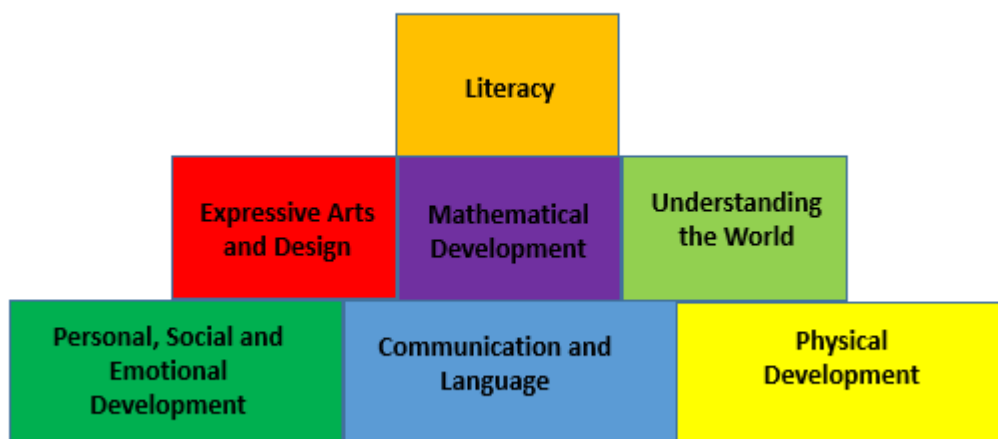 Literacy
Expressive Arts
and Design
Mathematical
Development
Understanding
the World
Personal, Social and
Emotional
Development
Communication and
Language
Physical
Development